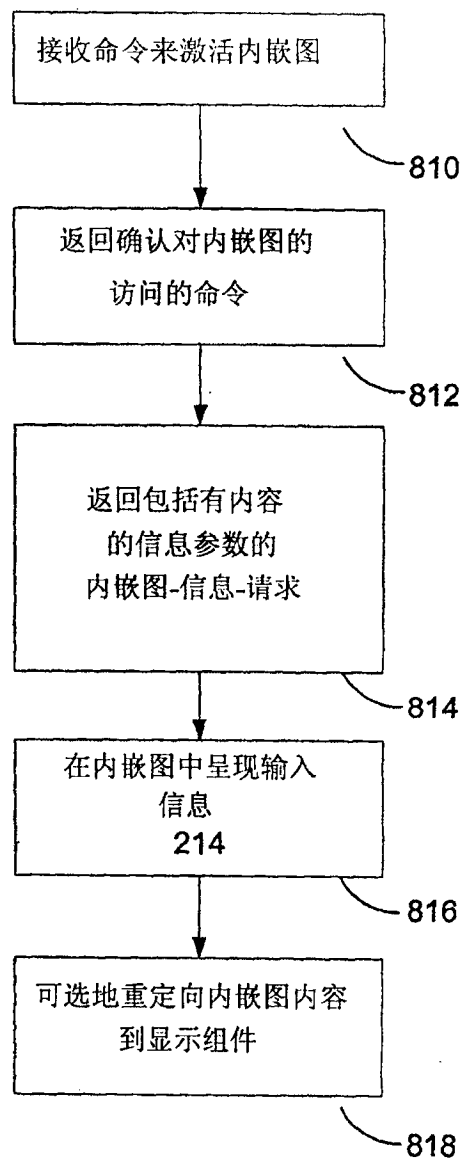 接收命令来激活内嵌图
810
返回确认对内嵌图的
访问的命令
812
返回包括有内容
的信息参数的
内嵌图-信息-请求
814
在内嵌图中呈现输入
信息
214
816
可选地重定向内嵌图内容
到显示组件
818